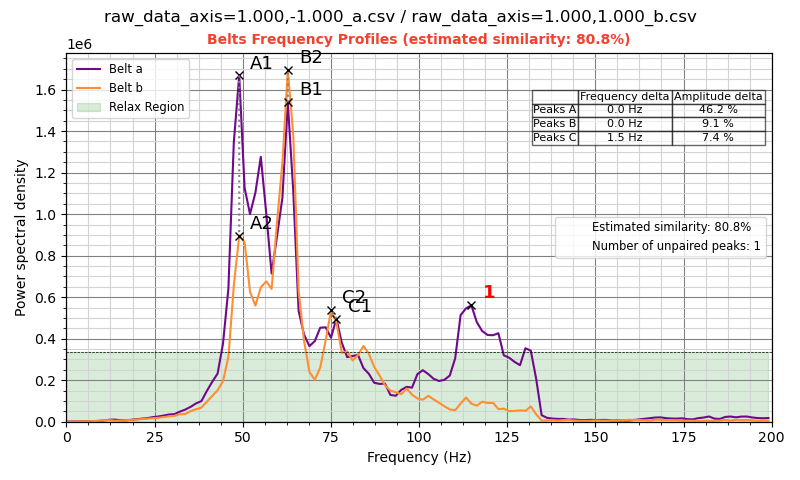 raw_data_axis=1.000,-1.000_a.csv / raw_data_axis=1.000,1.000_b.csv
Belts Frequency Profiles (estimated similarity: 80.8%)
1e6
Belt a
Belt b
Relax Region
A1
B2
B1
A2
C2
C1
1
Frequency delta Amplitude delta
Peaks A 0.0 Hz 46.2 %
Peaks B 0.0 Hz 9.1 %
Peaks C 1.5 Hz 7.4 %
Estimated similarity: 80.8%
Number of unpaired peaks: 1
Power spectral density
1.6
1.4
1.2
1.0
0.8
0.6
0.4
0.2
0.0
0 25 50 75 100 125 150 175 200
Frequency (Hz)